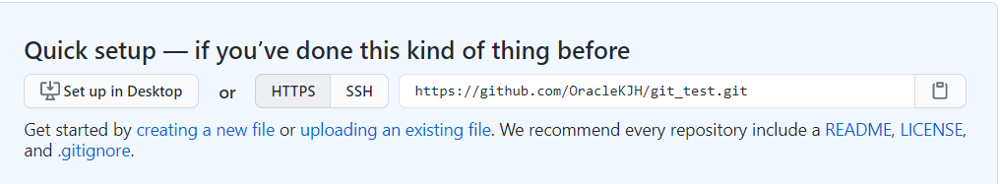 Quick setup — if you’ve done this kind of thing before
Set up in Desktop or HTTPS SSH https://github.com/OracleKJH/git_test.git
Get started by creating a new file or uploading an existing file. We recommend every repository include a README, LICENSE,
and .gitignore.